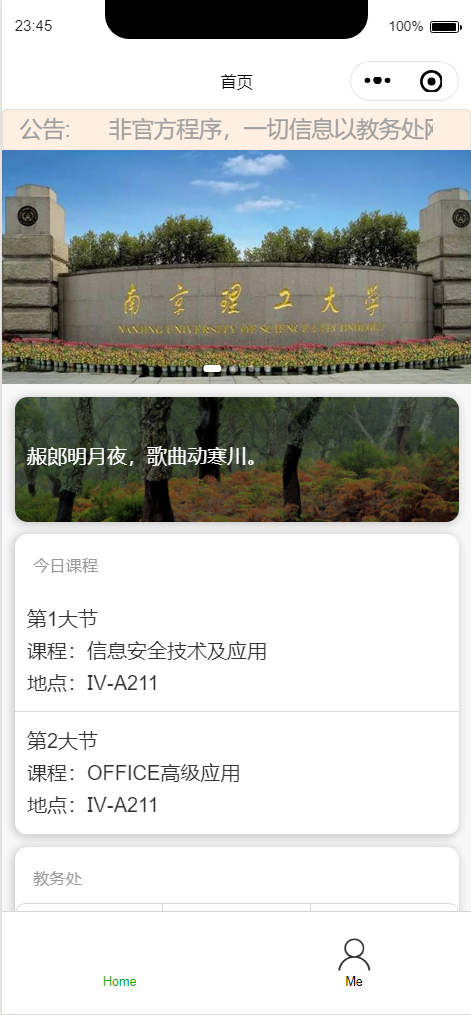 23:45
100%
首页
公告: 非官方程序，一切信息以教务处网
南京理工大学
NANJING UNIVERSITY OF SCIENCE & TECHNOLOGY
赧郎明月夜，歌曲动寒川。
今日课程
第1大节
课程：信息安全技术及应用
地点：IV-A211
第2大节
课程：OFFICE高级应用
地点：IV-A211
教务处
Home
Me